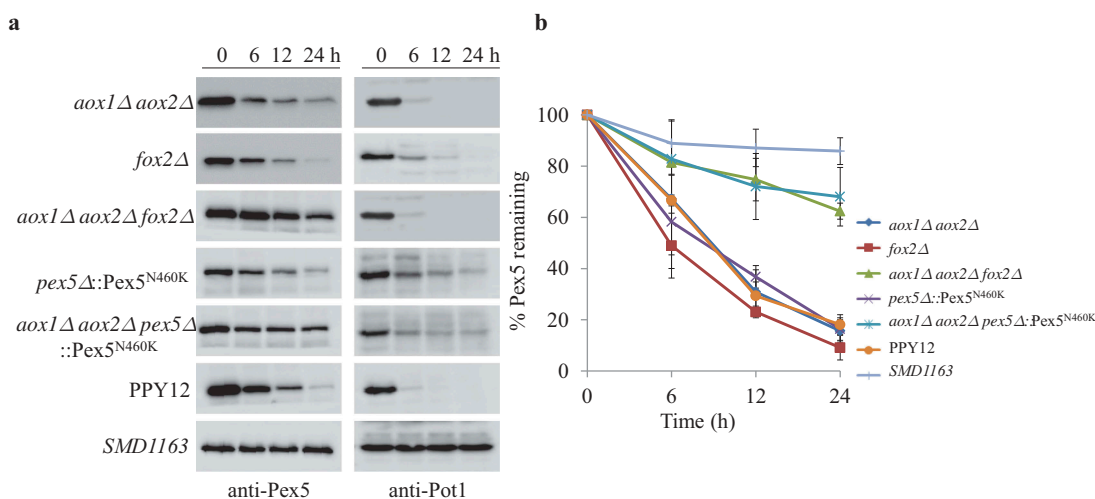 a
0 6 12 24 h
0 6 12 24 h
aox1Δ aox2Δ
fox2Δ
aox1Δ aox2Δ fox2Δ
pex5Δ::Pex5N460K
aox1Δ aox2Δ pex5Δ
::Pex5N460K
PPY12
SMD1163
anti-Pex5
anti-Pot1
b
% Pex5 remaining
100
80
60
40
20
0
0 6 12 24
Time (h)
aox1Δ aox2Δ
fox2Δ
aox1Δ aox2Δ fox2Δ
pex5Δ::Pex5N460K
aox1Δ aox2Δ pex5Δ::Pex5N460K
PPY12
SMD1163